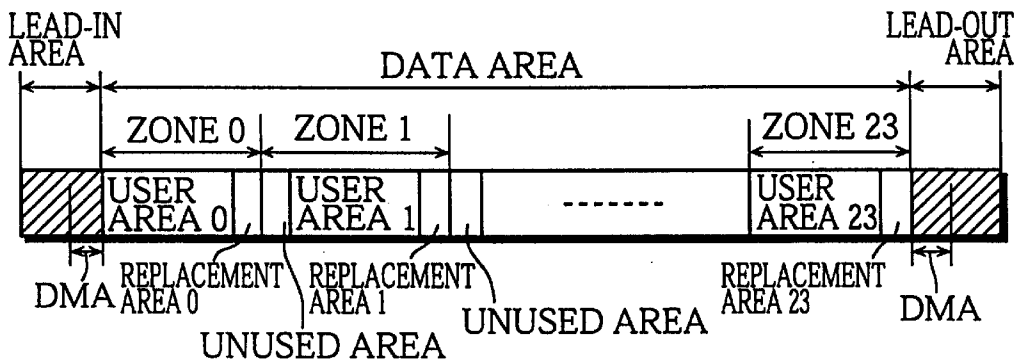 LEAD-IN
AREA
LEAD-OUT
AREA
DATA AREA
ZONE 0
ZONE 1
ZONE 23
USER
AREA 0
USER
AREA 1
-------
USER
AREA 23
DMA
REPLACEMENT
AREA 0
REPLACEMENT
AREA 1
REPLACEMENT
AREA 23
DMA
UNUSED AREA
UNUSED AREA